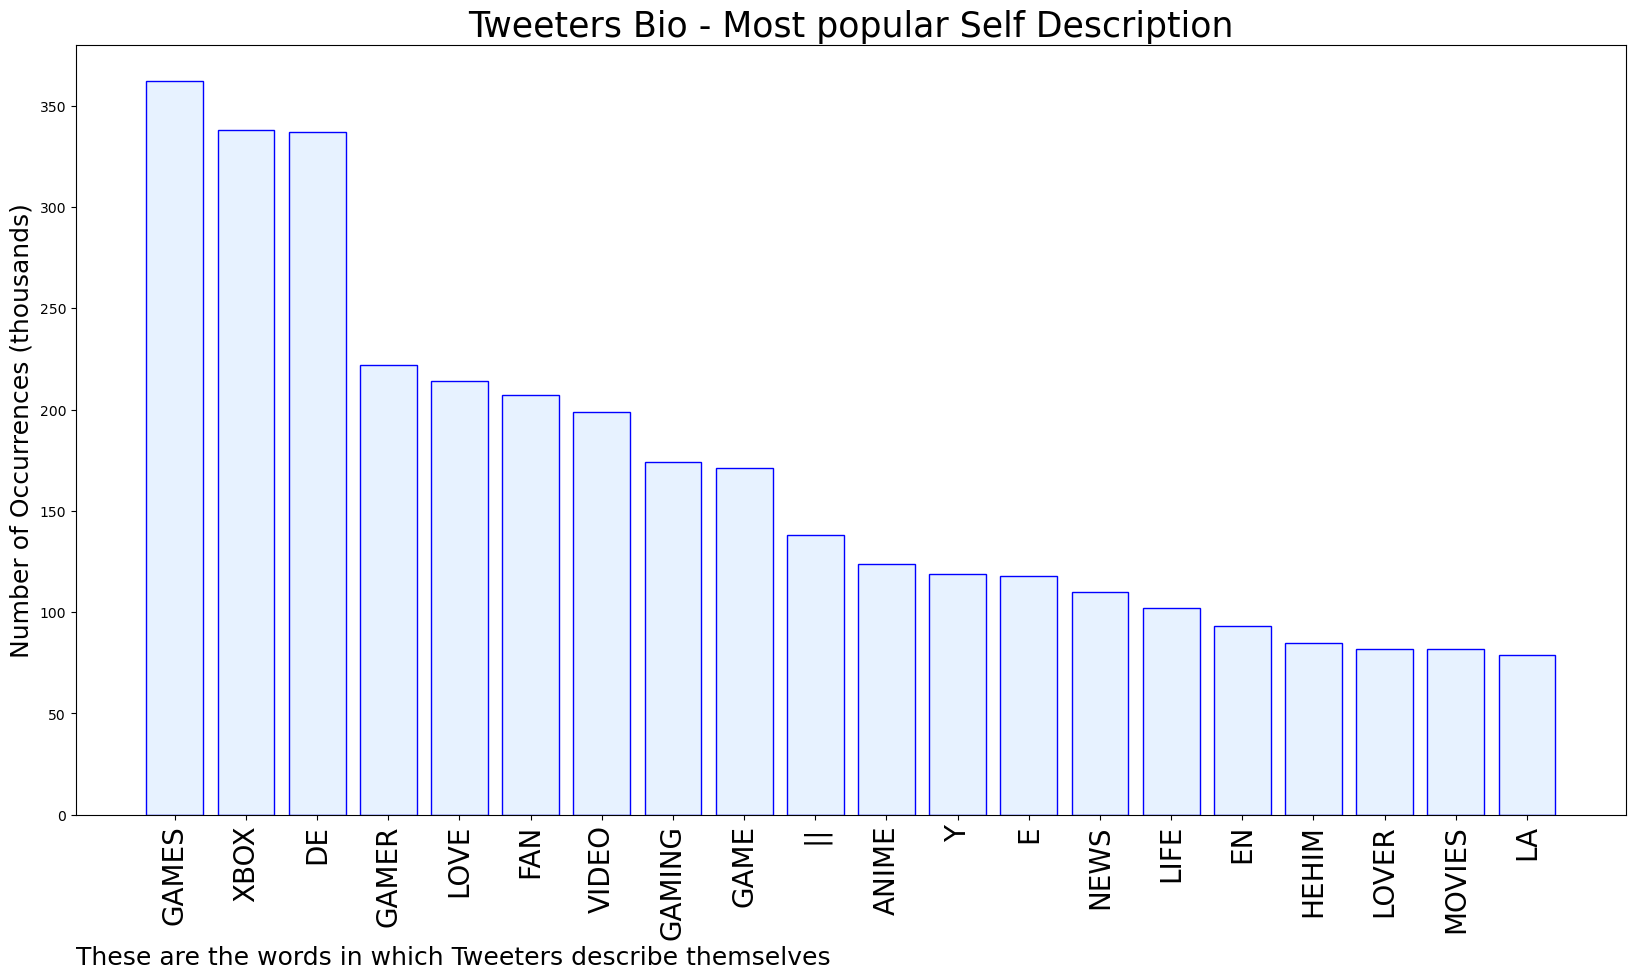 Tweeters Bio - Most popular Self Description
Number of Occurrences (thousands)
350
300
250
200
150
100
50
0
GAMES
XBOX
DE
GAMER
LOVE
FAN
VIDEO
GAMING
GAME
||
ANIME
Y
E
NEWS
LIFE
EN
HEHIM
LOVER
MOVIES
LA
These are the words in which Tweeters describe themselves